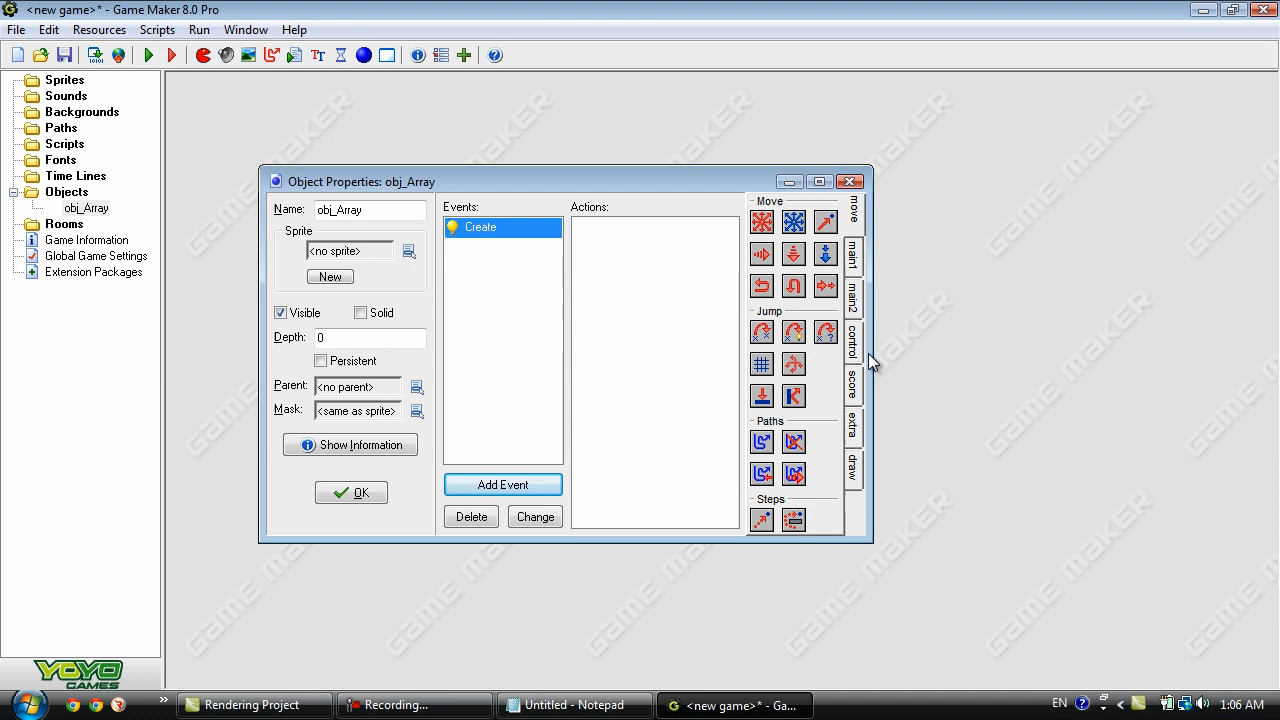 <new game>* - Game Maker 8.0 Pro
File Edit Resources Scripts Run Window Help
Sprites
Sounds
Backgrounds
Paths
Scripts
Fonts
Time Lines
Objects
obj_Array
Rooms
Game Information
Global Game Settings
Extension Packages
YOYO
GAMES
Object Properties: obj_Array
Name: obj_Array
Sprite
<no sprite>
New
Visible Solid
Depth: 0
Persistent
Parent: <no parent>
Mask: <same as sprite>
Show Information
OK
Events:
Create
Add Event
Delete Change
Actions:
Move
Jump
Paths
Steps
move
main1
main2
control
score
extra
draw
GAME MAKER
Rendering Project
Recording...
Untitled - Notepad
<new game>* - Ga...
EN
1:06 AM